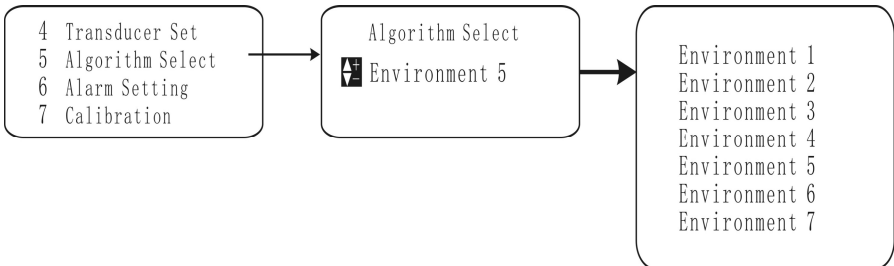 4 Transducer Set
5 Algorithm Select
6 Alarm Setting
7 Calibration
Algorithm Select
+
- Environment 5
Environment 1
Environment 2
Environment 3
Environment 4
Environment 5
Environment 6
Environment 7